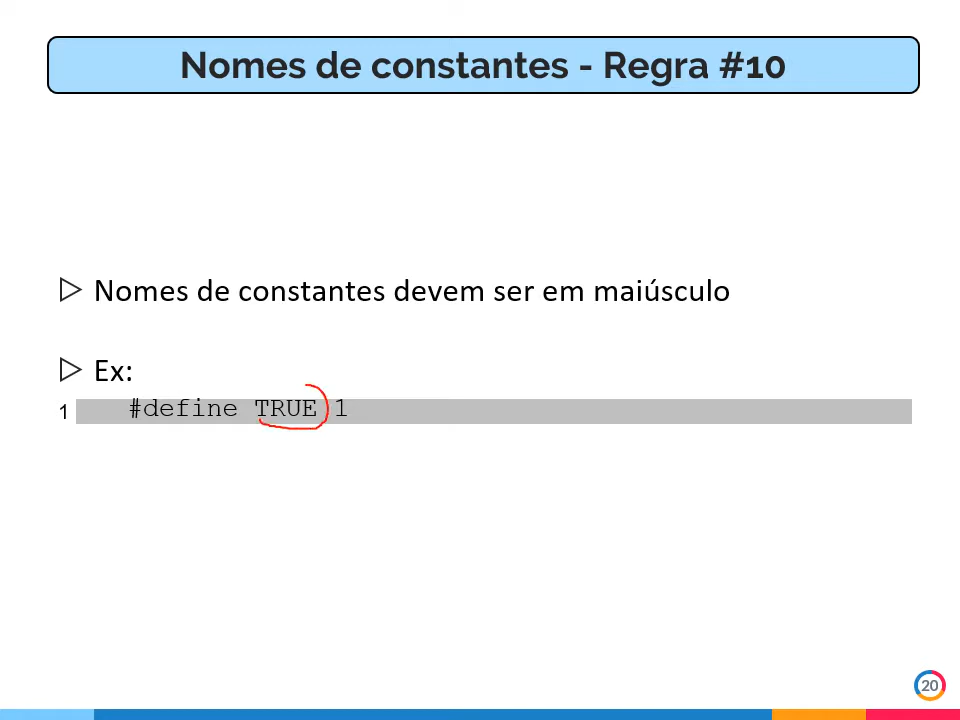 Nomes de constantes - Regra #10
Nomes de constantes devem ser em maiúsculo
Ex:
1 #define TRUE 1
20